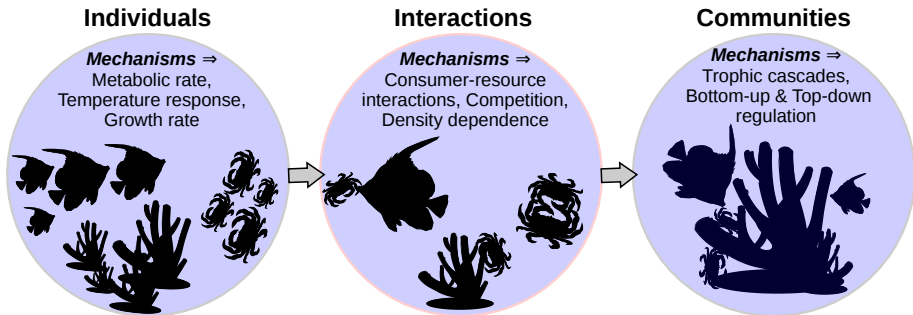 Individuals
Mechanisms ⇒
Metabolic rate,
Temperature response,
Growth rate
Interactions
Mechanisms ⇒
Consumer-resource
interactions, Competition,
Density dependence
Communities
Mechanisms ⇒
Trophic cascades,
Bottom-up & Top-down
regulation